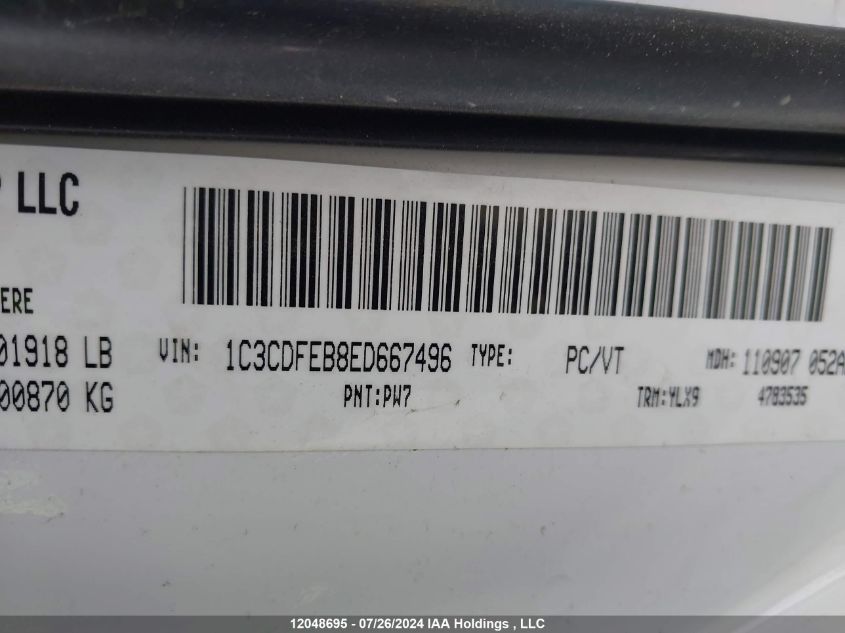 P LLC
ERE
01918 LB
VIN: 1C3CDFEB8ED667496 TYPE: PC/VT MDH: 110907 052A
00870 KG
PNT:PW7 TRM:YLX9 4783535
12048695 - 07/26/2024 IAA Holdings , LLC